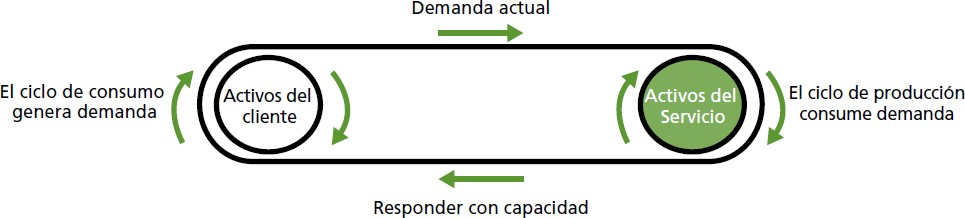 Demanda actual
El ciclo de consumo
genera demanda
Activos del
cliente
Activos del
Servicio
El ciclo de producción
consume demanda
Responder con capacidad